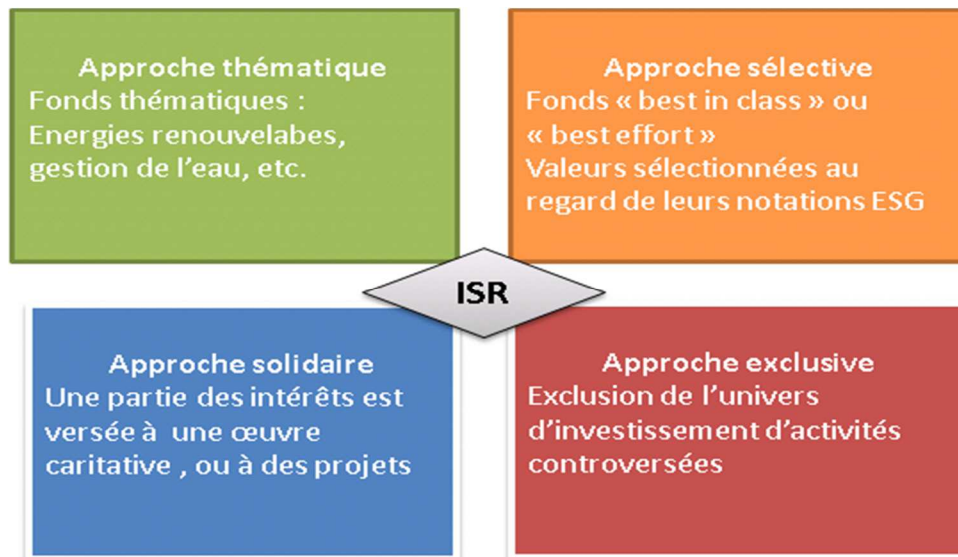 Approche thématique
Fonds thématiques :
Energies renouvelabes,
gestion de l'eau, etc.
Approche sélective
Fonds « best in class » ou
« best effort »
Valeurs sélectionnées au
regard de leurs notations ESG
ISR
Approche solidaire
Une partie des intérêts est
versée à une œuvre
caritative , ou à des projets
Approche exclusive
Exclusion de l'univers
d'investissement d'activités
controversées